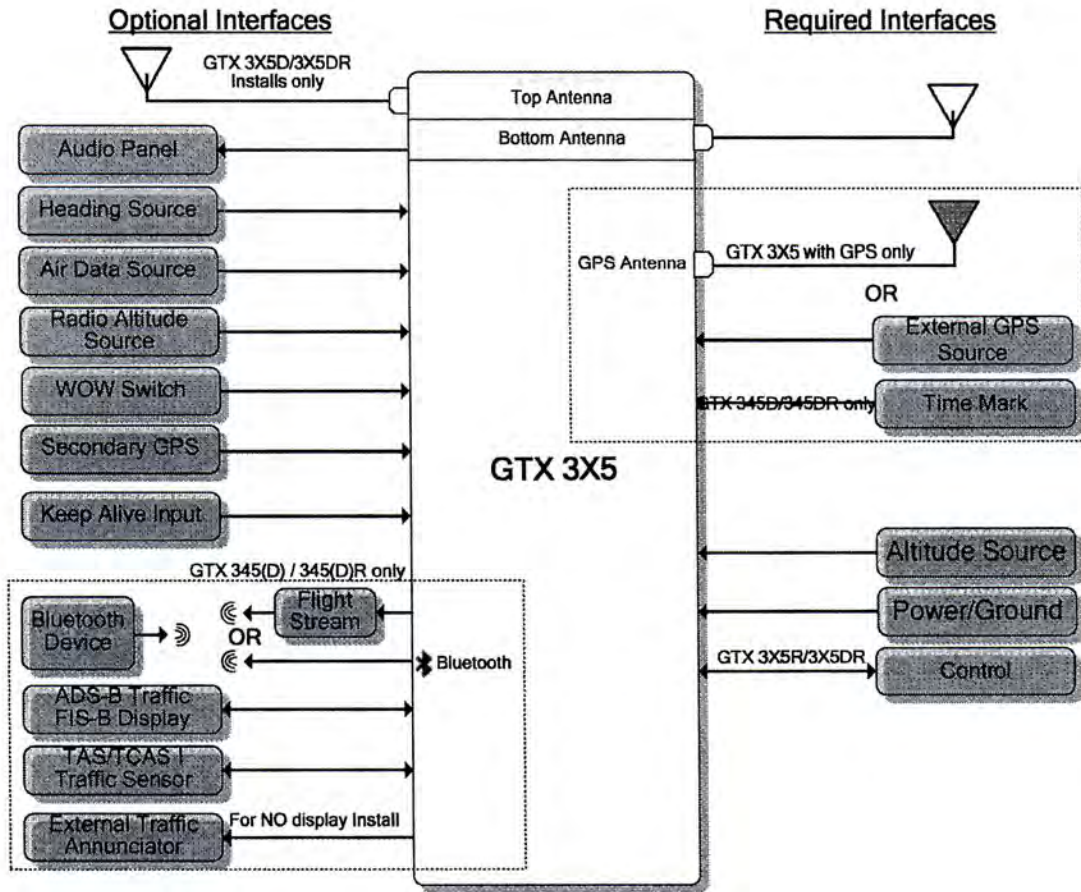 Optional Interfaces
Required Interfaces
GTX 3X5D/3X5DR
Installs only
Top Antenna
Bottom Antenna
Audio Panel
Heading Source
Air Data Source
Radio Altitude
Source
WOW Switch
Secondary GPS
Keep Alive Input
GTX 345(D) / 345(D)R only
Bluetooth
Device
Flight
Stream
OR
Bluetooth
ADS-B Traffic
FIS-B Display
TAS/TCAS I
Traffic Sensor
External Traffic
Annunciator
For NO display Install
GTX 3X5
GPS Antenna
GTX 3X5 with GPS only
OR
External GPS
Source
GTX 345D/345DR only
Time Mark
Altitude Source
Power/Ground
GTX 3X5R/3X5DR
Control